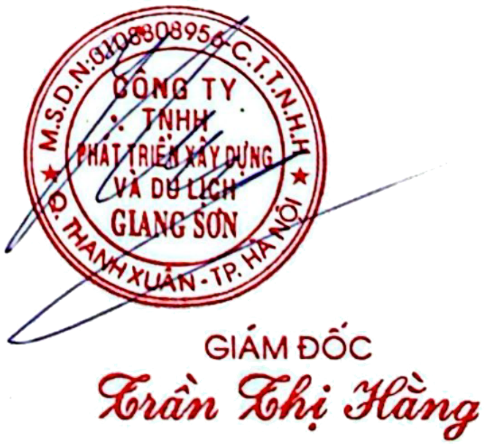 M.S.D.N:0108808956-C.T.T.N.H.H
CÔNG TY
TNHH
PHÁT TRIỂN XÂY DỰNG
VÀ DU LỊCH
GIANG SƠN
Q. THANH XUÂN - TP. HÀ NỘI
GIÁM ĐỐC
Trần Thị Hằng